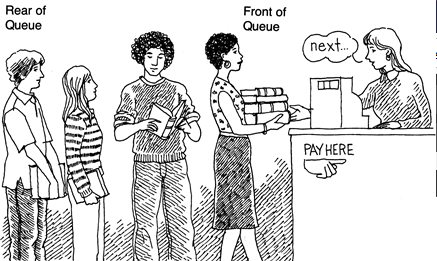 Rear of
Queue
Front of
Queue
next...
PAY HERE